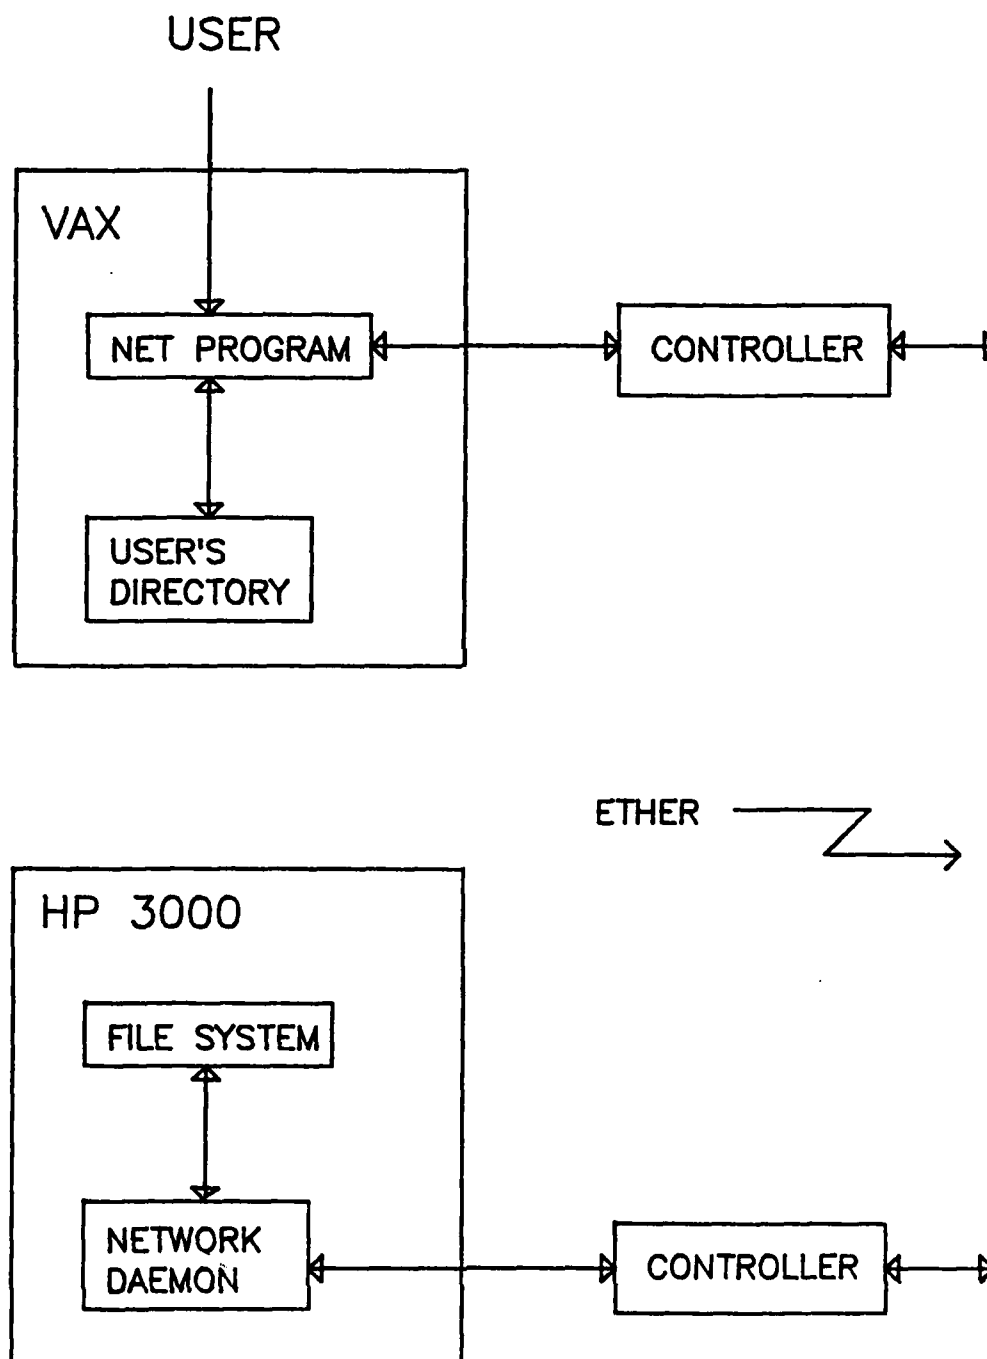 USER
VAX
NET PROGRAM
CONTROLLER
USER'S
DIRECTORY
ETHER
HP 3000
FILE SYSTEM
NETWORK
DAEMON
CONTROLLER